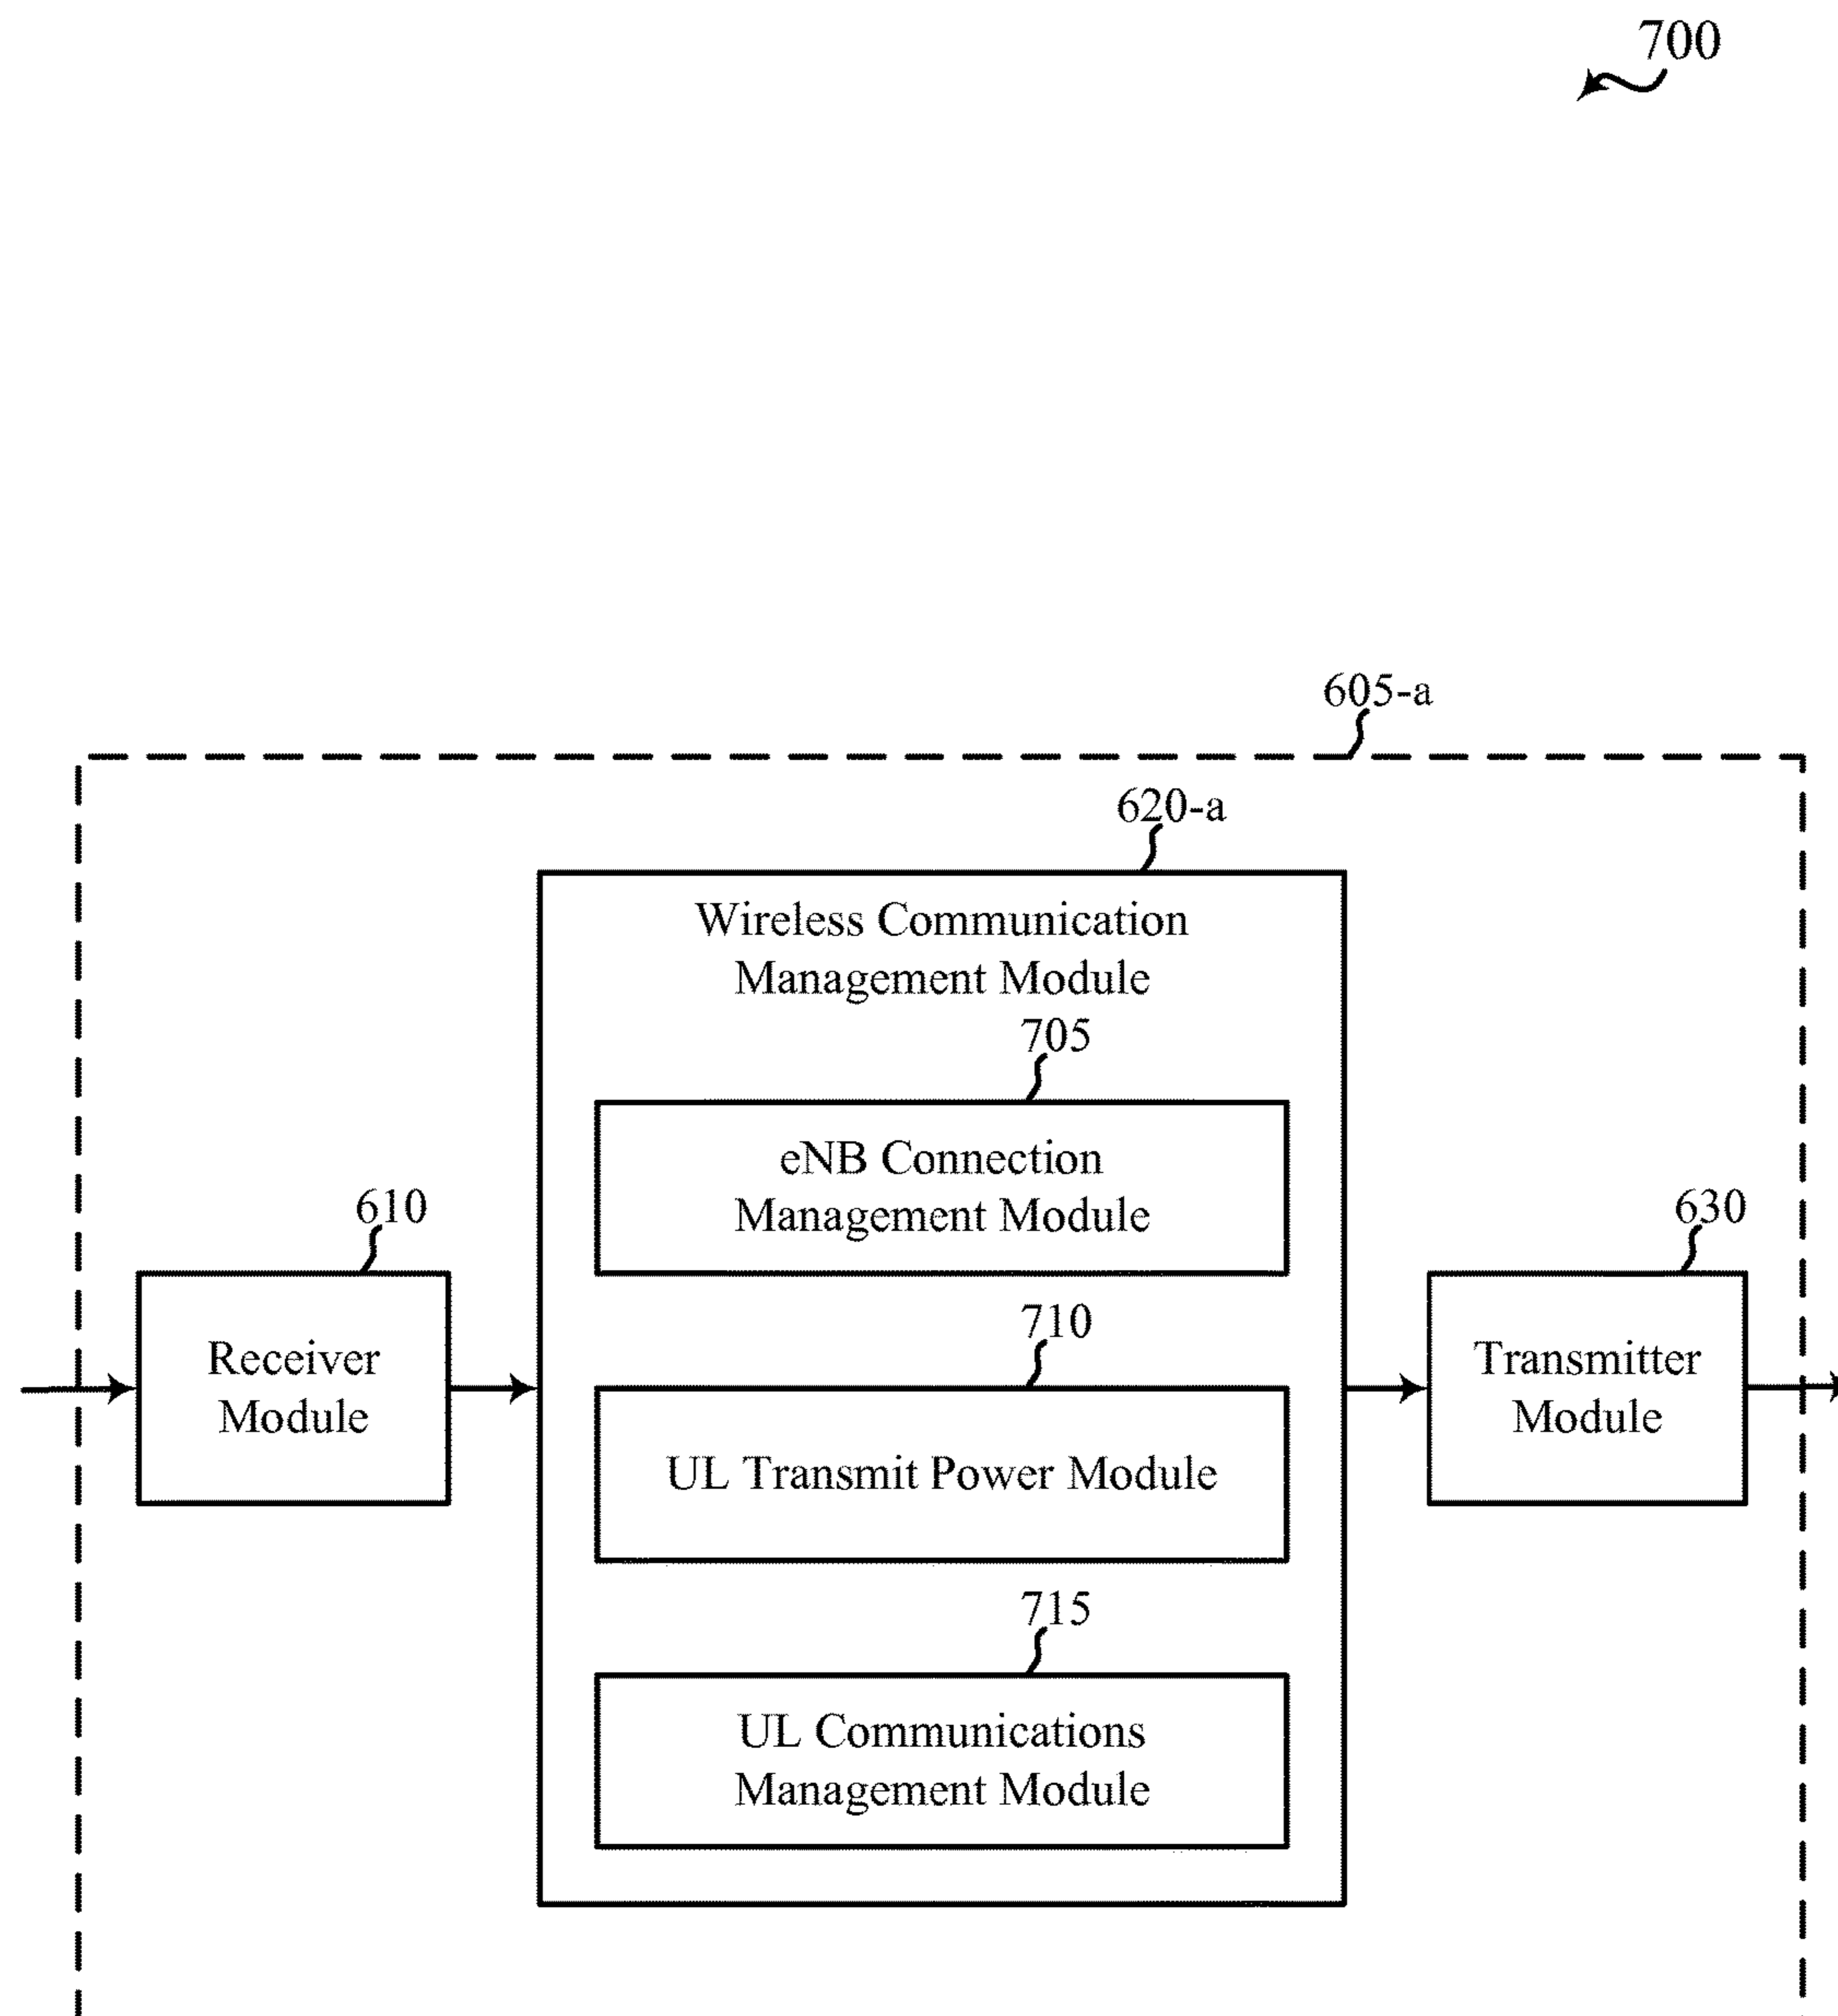 700
605-a
620-a
Wireless Communication
Management Module
705
eNB Connection
Management Module
610
Receiver
Module
710
UL Transmit Power Module
630
Transmitter
Module
715
UL Communications
Management Module